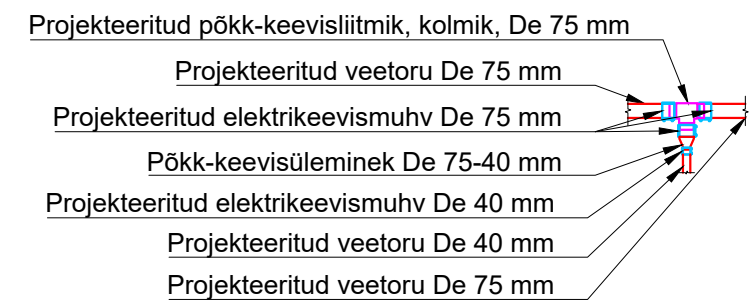 Projekteeritud põkk-keevisliitmik, kolmik, De 75 mm
Projekteeritud veetoru De 75 mm
Projekteeritud elektrikeevismuhv De 75 mm
Põkk-keevisüleminek De 75-40 mm
Projekteeritud elektrikeevismuhv De 40 mm
Projekteeritud veetoru De 40 mm
Projekteeritud veetoru De 75 mm